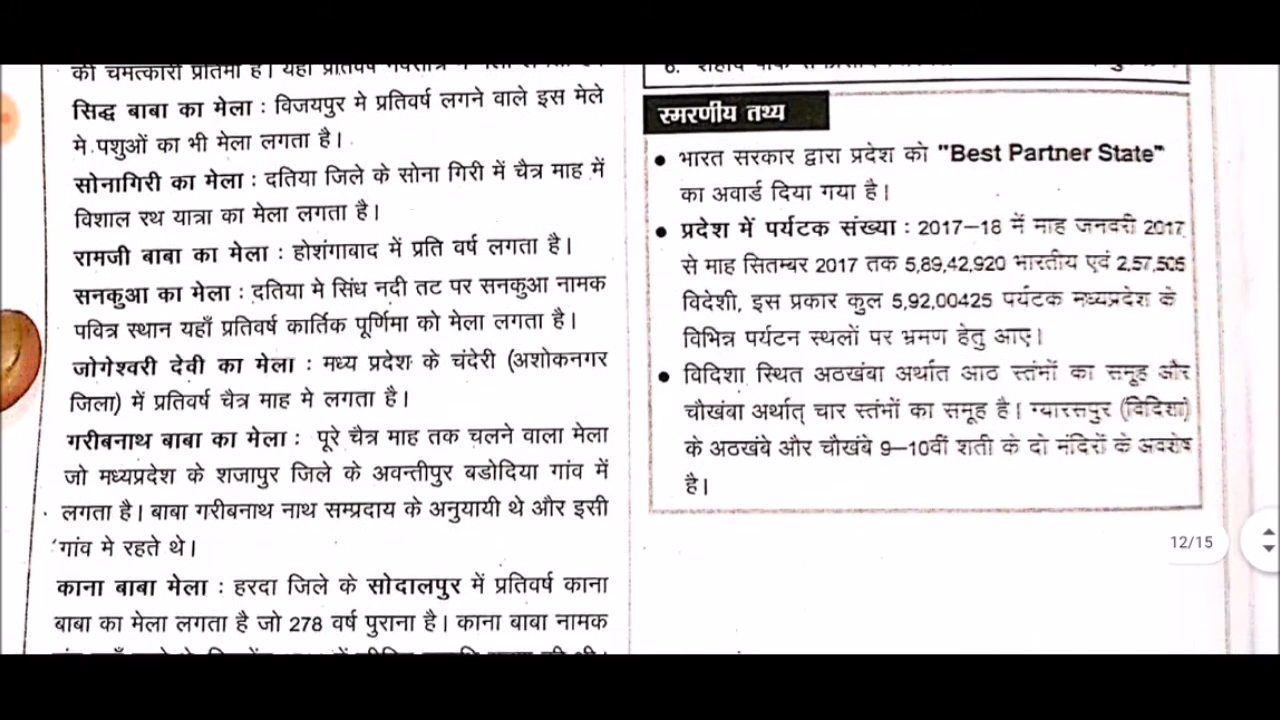 की चमत्कारी प्रतिमा है। यहाँ प्रतिवर्ष
सिद्ध बाबा का मेला : विजयपुर मे प्रतिवर्ष लगने वाले इस मेले
मे पशुओं का भी मेला लगता है।
सोनागिरी का मेला : दतिया जिले के सोना गिरी में चैत्र माह में
विशाल रथ यात्रा का मेला लगता है।
रामजी बाबा का मेला : होशंगाबाद में प्रति वर्ष लगता है।
सनकुआ का मेला : दतिया मे सिंध नदी तट पर सनकुआ नामक
पवित्र स्थान यहाँ प्रतिवर्ष कार्तिक पूर्णिमा को मेला लगता है।
जोगेश्वरी देवी का मेला : मध्य प्रदेश के चंदेरी (अशोकनगर
जिला) में प्रतिवर्ष चैत्र माह मे लगता है।
गरीबनाथ बाबा का मेला : पूरे चैत्र माह तक चलने वाला मेला
जो मध्यप्रदेश के शजापुर जिले के अवन्तीपुर बडोदिया गांव में
लगता है। बाबा गरीबनाथ नाथ सम्प्रदाय के अनुयायी थे और इसी
गांव मे रहते थे।
काना बाबा मेला : हरदा जिले के सोदालपुर में प्रतिवर्ष काना
बाबा का मेला लगता है जो 278 वर्ष पुराना है। काना बाबा नामक
6.
स्मरणीय तथ्य
• भारत सरकार द्वारा प्रदेश को "Best Partner State"
का अवार्ड दिया गया है।
• प्रदेश में पर्यटक संख्या : 2017–18 में माह जनवरी 2017
से माह सितम्बर 2017 तक 5,89,42,920 भारतीय एवं 2,57,505
विदेशी, इस प्रकार कुल 5,92,00425 पर्यटक मध्यप्रदेश के
विभिन्न पर्यटन स्थलों पर भ्रमण हेतु आए।
• विदिशा स्थित अठखंबा अर्थात आठ स्तंभों का समूह और
चौखंबा अर्थात् चार स्तंभों का समूह है। ग्यारसपुर (विदिशा)
के अठखंबे और चौखंबे 9–10वीं शती के दो मंदिरों के अवशेष
है।
12/15